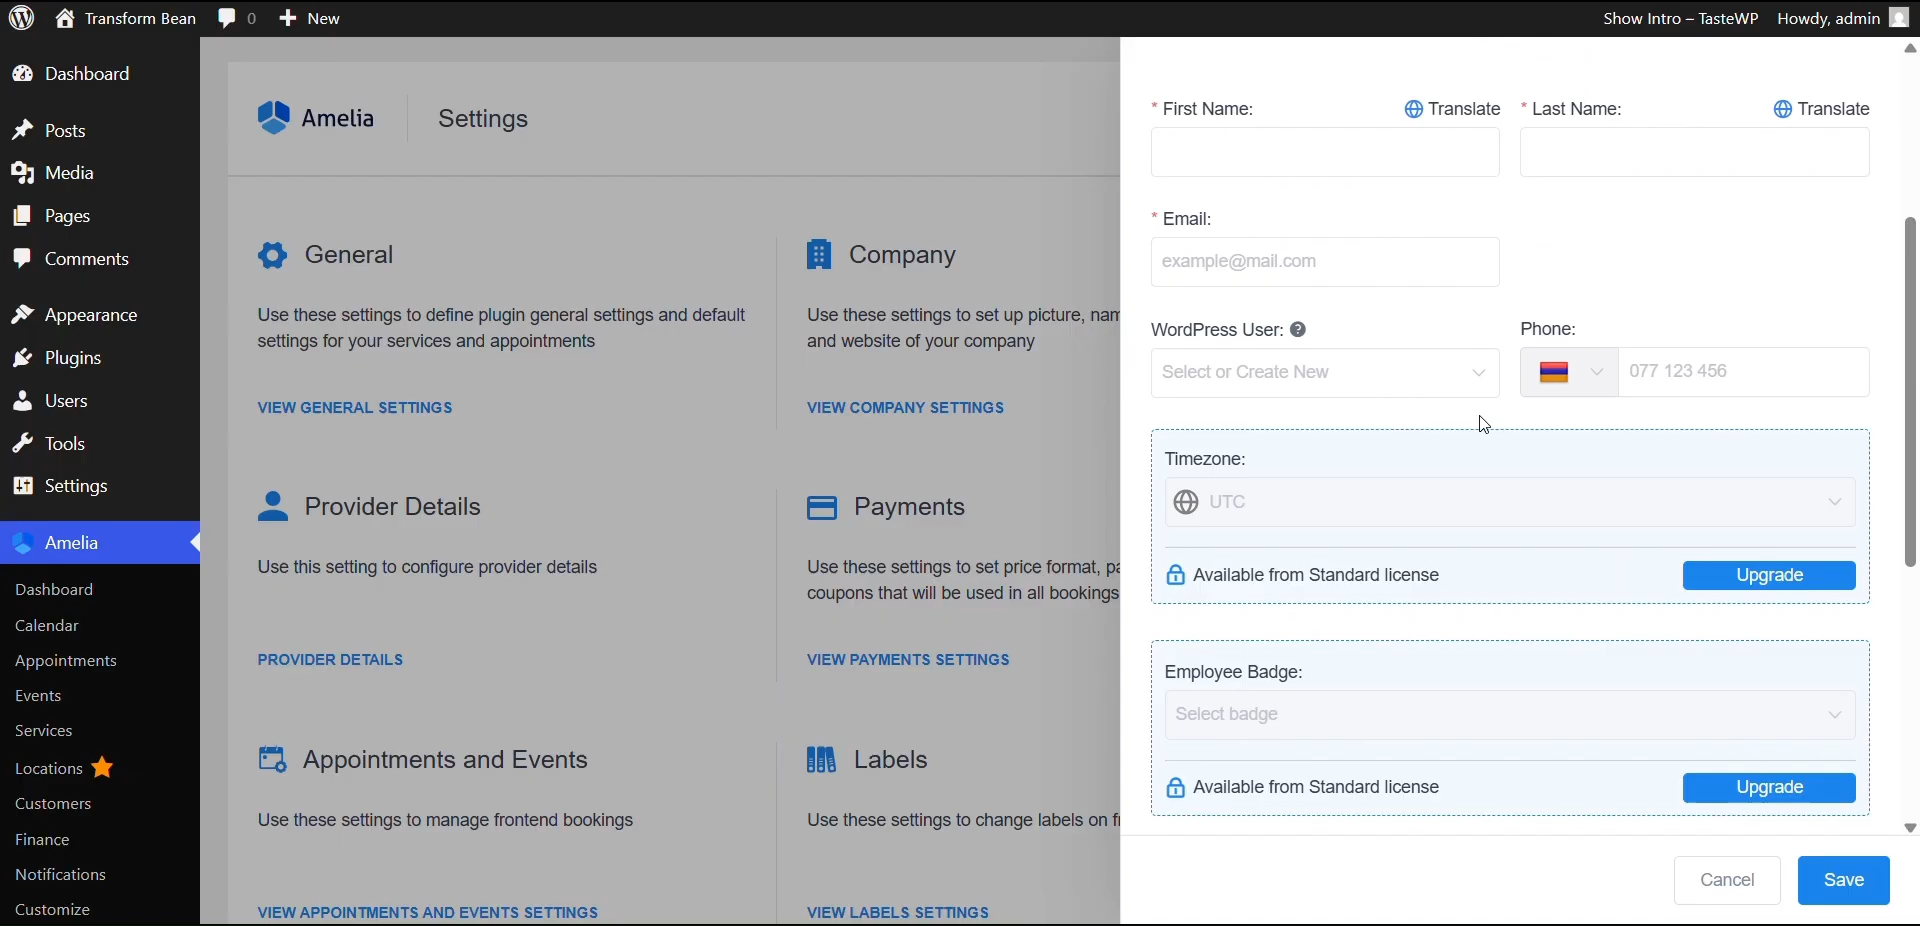 Transform Bean
0
New
Show Intro – TasteWP
Howdy, admin
Dashboard
Posts
Media
Pages
Comments
Appearance
Plugins
Users
Tools
Settings
Amelia
Dashboard
Calendar
Appointments
Events
Services
Locations
Customers
Finance
Notifications
Customize
Amelia
Settings
General
Use these settings to define plugin general settings and default
settings for your services and appointments
VIEW GENERAL SETTINGS
Company
Use these settings to set up picture, nam
and website of your company
VIEW COMPANY SETTINGS
Provider Details
Use this setting to configure provider details
PROVIDER DETAILS
Payments
Use these settings to set price format, pa
coupons that will be used in all bookings
VIEW PAYMENTS SETTINGS
Appointments and Events
Use these settings to manage frontend bookings
VIEW APPOINTMENTS AND EVENTS SETTINGS
Labels
Use these settings to change labels on f
VIEW LABELS SETTINGS
* First Name:
Translate
* Last Name:
Translate
* Email:
example@mail.com
WordPress User: ?
Phone:
Select or Create New
077 123 456
Timezone:
UTC
Available from Standard license
Upgrade
Employee Badge:
Select badge
Available from Standard license
Upgrade
Cancel
Save